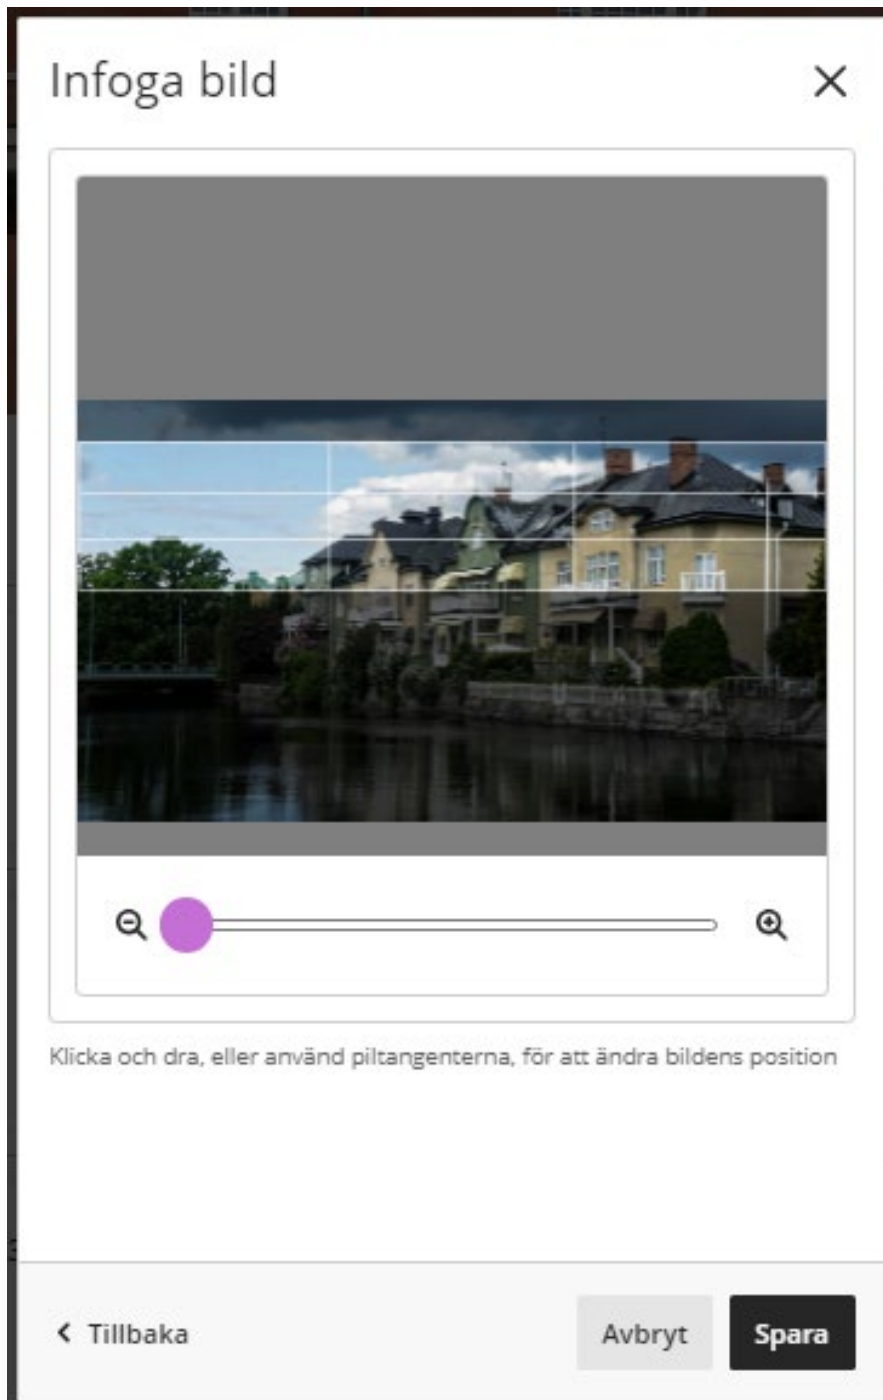 Infoga bild
Klicka och dra, eller använd piltangenterna, för att ändra bildens position
Tillbaka
Avbryt
Spara